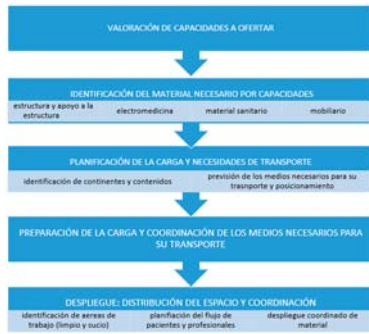 VALORACIÓN DE CAPACIDADES A OFERTAR
IDENTIFICACIÓN DEL MATERIAL NECESARIO POR CAPACIDADES
estructura y apoyo a la estructura
electromedicina
material sanitario
mobiliario
PLANIFICACIÓN DE LA CARGA Y NECESIDADES DE TRANSPORTE
identificación de continentes y contenidos
previsión de los medios necesarios para su
trasnporte y posicionamiento
PREPARACIÓN DE LA CARGA Y COORDINACIÓN DE LOS MEDIOS NECESARIOS PARA
SU TRANSPORTE
DESPLIEGUE: DISTRIBUCIÓN DEL ESPACIO Y COORDINACIÓN
identificación de aereas de
trabajo (limpio y sucio)
planifiación del flujo de
pacientes y profesionales
despliegue coordinado de
material